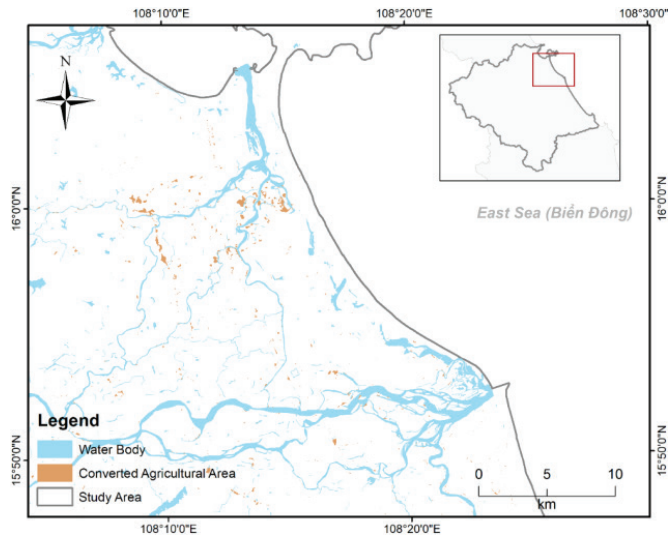 108°10'0"E
108°20'0"E
108°30'0"E
N
16°0'0"N
16°0'0"N
East Sea (Biển Đông)
Legend
Water Body
Converted Agricultural Area
Study Area
15°50'0"N
15°50'0"N
0 5 10
km
108°10'0"E
108°20'0"E